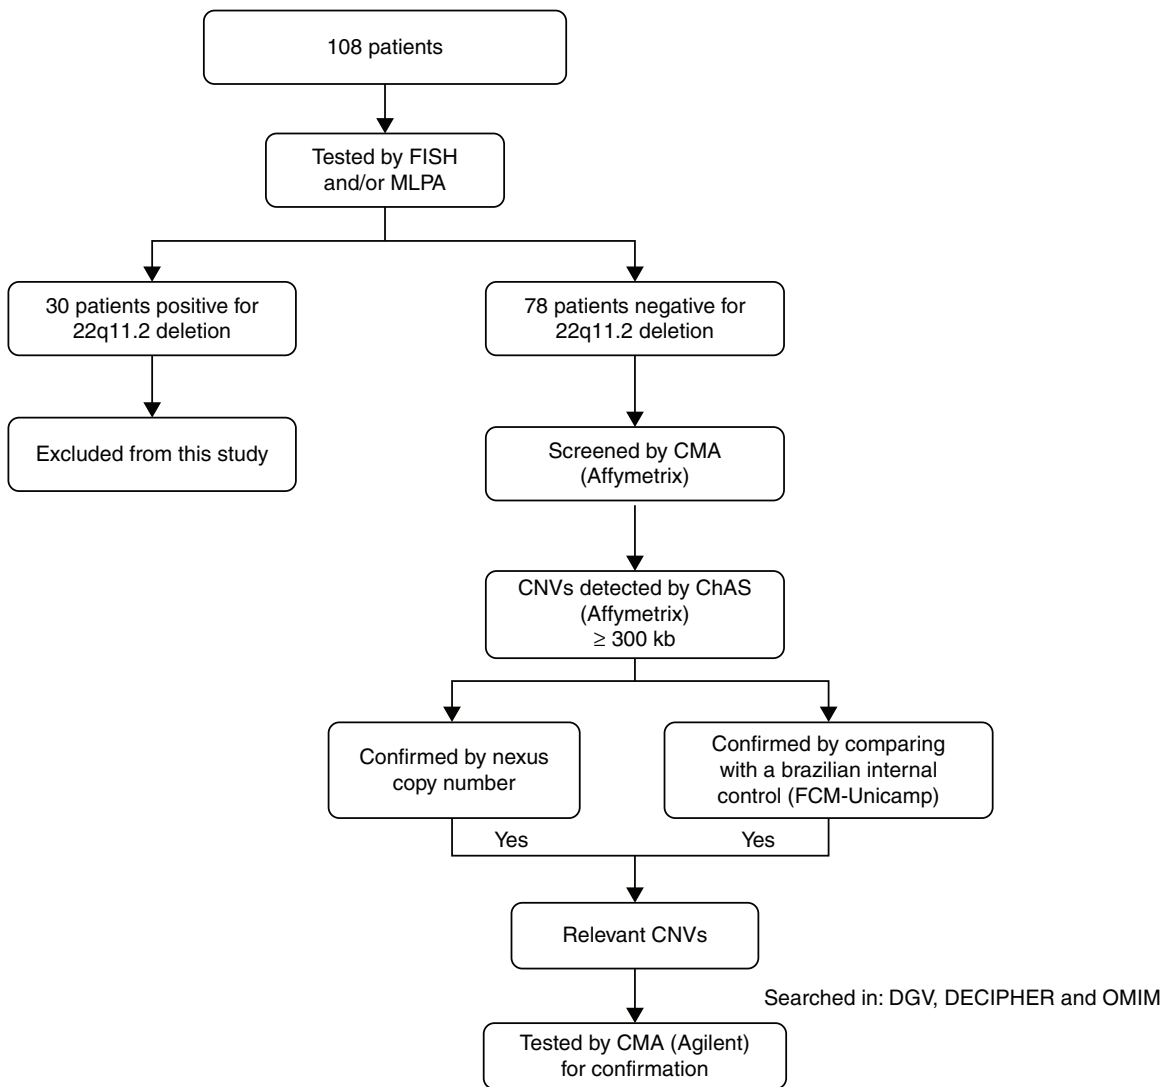 108 patients
Tested by FISH
and/or MLPA
30 patients positive for
22q11.2 deletion
78 patients negative for
22q11.2 deletion
Excluded from this study
Screened by CMA
(Affymetrix)
CNVs detected by ChAS
(Affymetrix)
≥ 300 kb
Confirmed by nexus
copy number
Confirmed by comparing
with a brazilian internal
control (FCM-Unicamp)
Yes
Yes
Relevant CNVs
Searched in: DGV, DECIPHER and OMIM
Tested by CMA (Agilent)
for confirmation